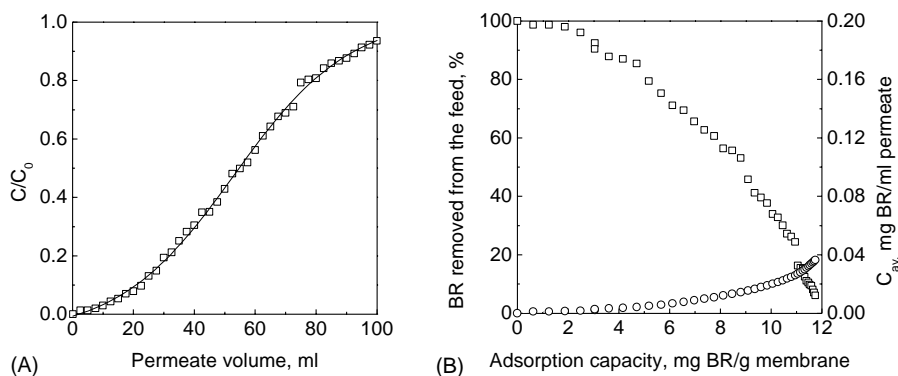 (A)
C/C0
1.0
0.8
0.6
0.4
0.2
0.0
0 20 40 60 80 100
Permeate volume, ml
(B)
BR removed from the feed, %
100
80
60
40
20
0
0 2 4 6 8 10 12
Adsorption capacity, mg BR/g membrane
0.20
0.16
0.12
0.08
0.04
0.00
Cav, mg BR/ml permeate